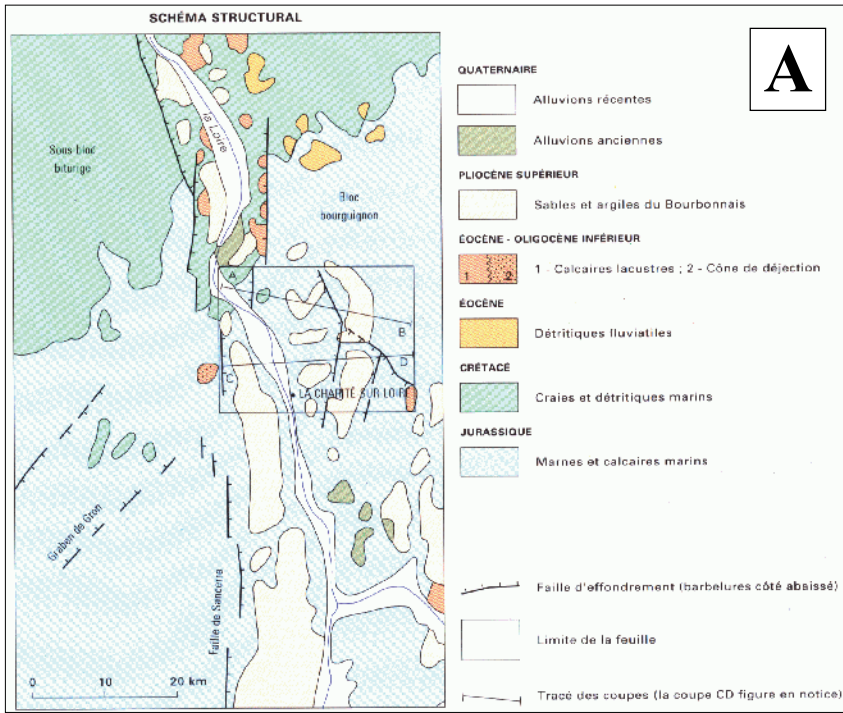 SCHÉMA STRUCTURAL
A
la Loire
Sous bloc
biturige
Bloc
bourguignon
A
B
D
C
LA CHARITÉ-SUR-LOIRE
Graben de Gron
Faille de Sancerre
0 10 20 km
QUATERNAIRE
Alluvions récentes
Alluvions anciennes
PLIOCÈNE SUPÉRIEUR
Sables et argiles du Bourbonnais
ÉOCÈNE - OLIGOCÈNE INFÉRIEUR
1 2 1 - Calcaires lacustres ; 2 - Cône de déjection
ÉOCÈNE
Détritiques fluviatiles
CRÉTACÉ
Craies et détritiques marins
JURASSIQUE
Marnes et calcaires marins
Faille d'effondrement (barbelures côté abaissé)
Limite de la feuille
Tracé des coupes (la coupe CD figure en notice)